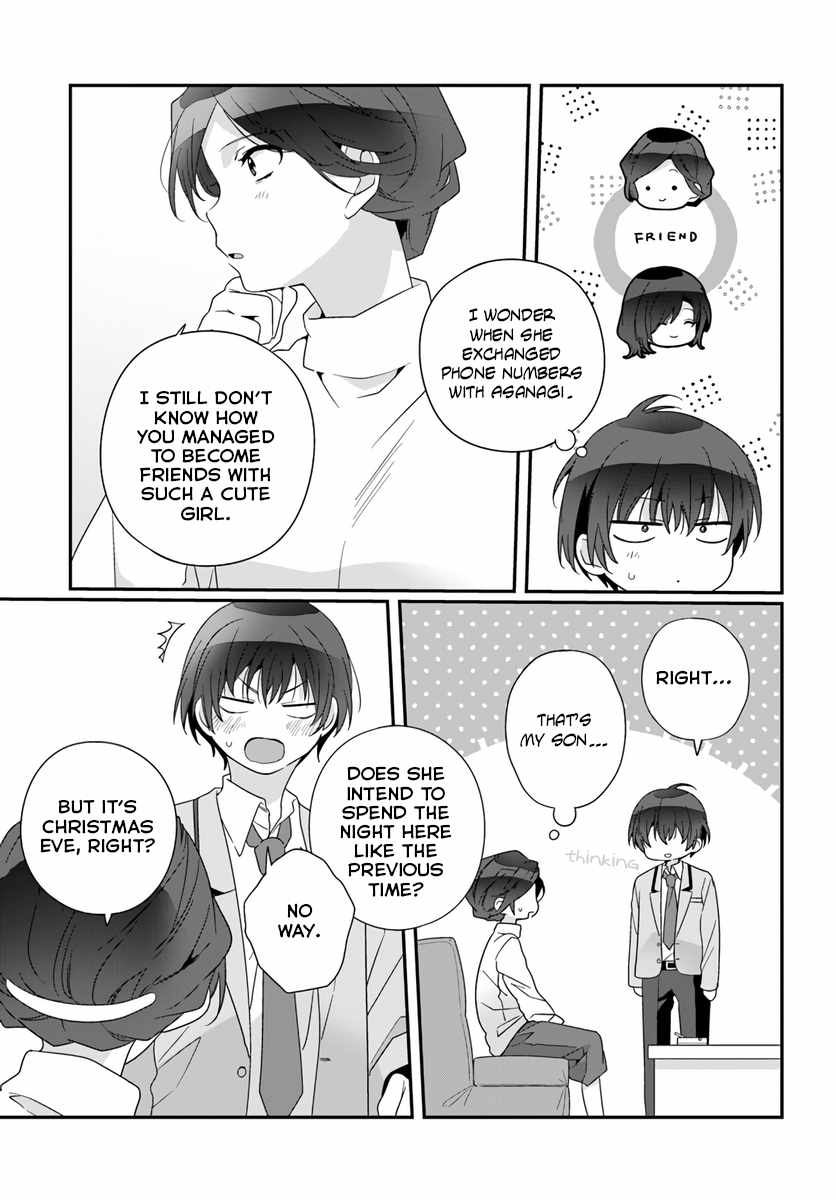 FRIEND
I WONDER
WHEN SHE
EXCHANGED
PHONE NUMBERS
WITH ASANAGI.
I STILL DON'T
KNOW HOW
YOU MANAGED
TO BECOME
FRIENDS WITH
SUCH A CUTE
GIRL.
RIGHT...
THAT'S
MY SON...
thinking
DOES SHE
INTEND TO
SPEND THE
NIGHT HERE
LIKE THE
PREVIOUS
TIME?
NO
WAY.
BUT IT'S
CHRISTMAS
EVE, RIGHT?